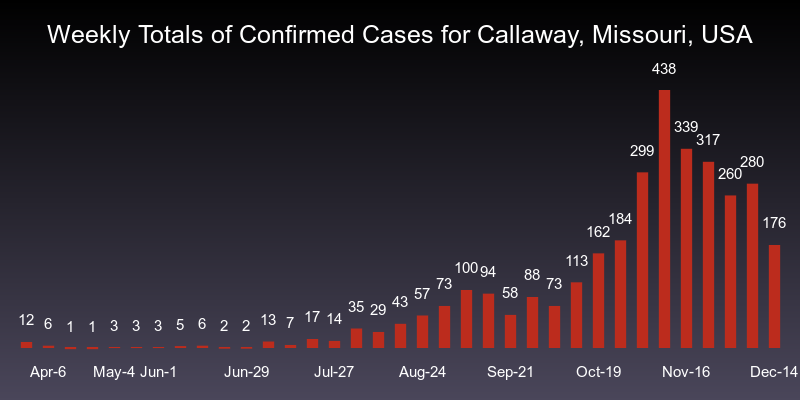 Weekly Totals of Confirmed Cases for Callaway, Missouri, USA
12 6 1 1 3 3 3 5 6 2 2 13 7 17 14 35 29 43 57 73 100 94 58 88 73 113 162 184 299 438 339 317 260 280 176
Apr-6 May-4 Jun-1 Jun-29 Jul-27 Aug-24 Sep-21 Oct-19 Nov-16 Dec-14